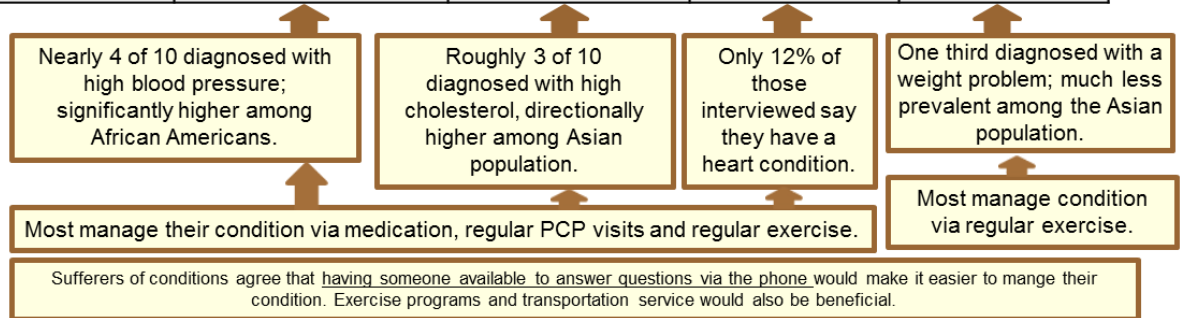 Nearly 4 of 10 diagnosed with
high blood pressure;
significantly higher among
African Americans.
Roughly 3 of 10
diagnosed with high
cholesterol, directionally
higher among Asian
population.
Only 12% of
those
interviewed say
they have a
heart condition.
One third diagnosed with a
weight problem; much less
prevalent among the Asian
population.
Most manage their condition via medication, regular PCP visits and regular exercise.
Most manage condition
via regular exercise.
Sufferers of conditions agree that having someone available to answer questions via the phone would make it easier to mange their
condition. Exercise programs and transportation service would also be beneficial.